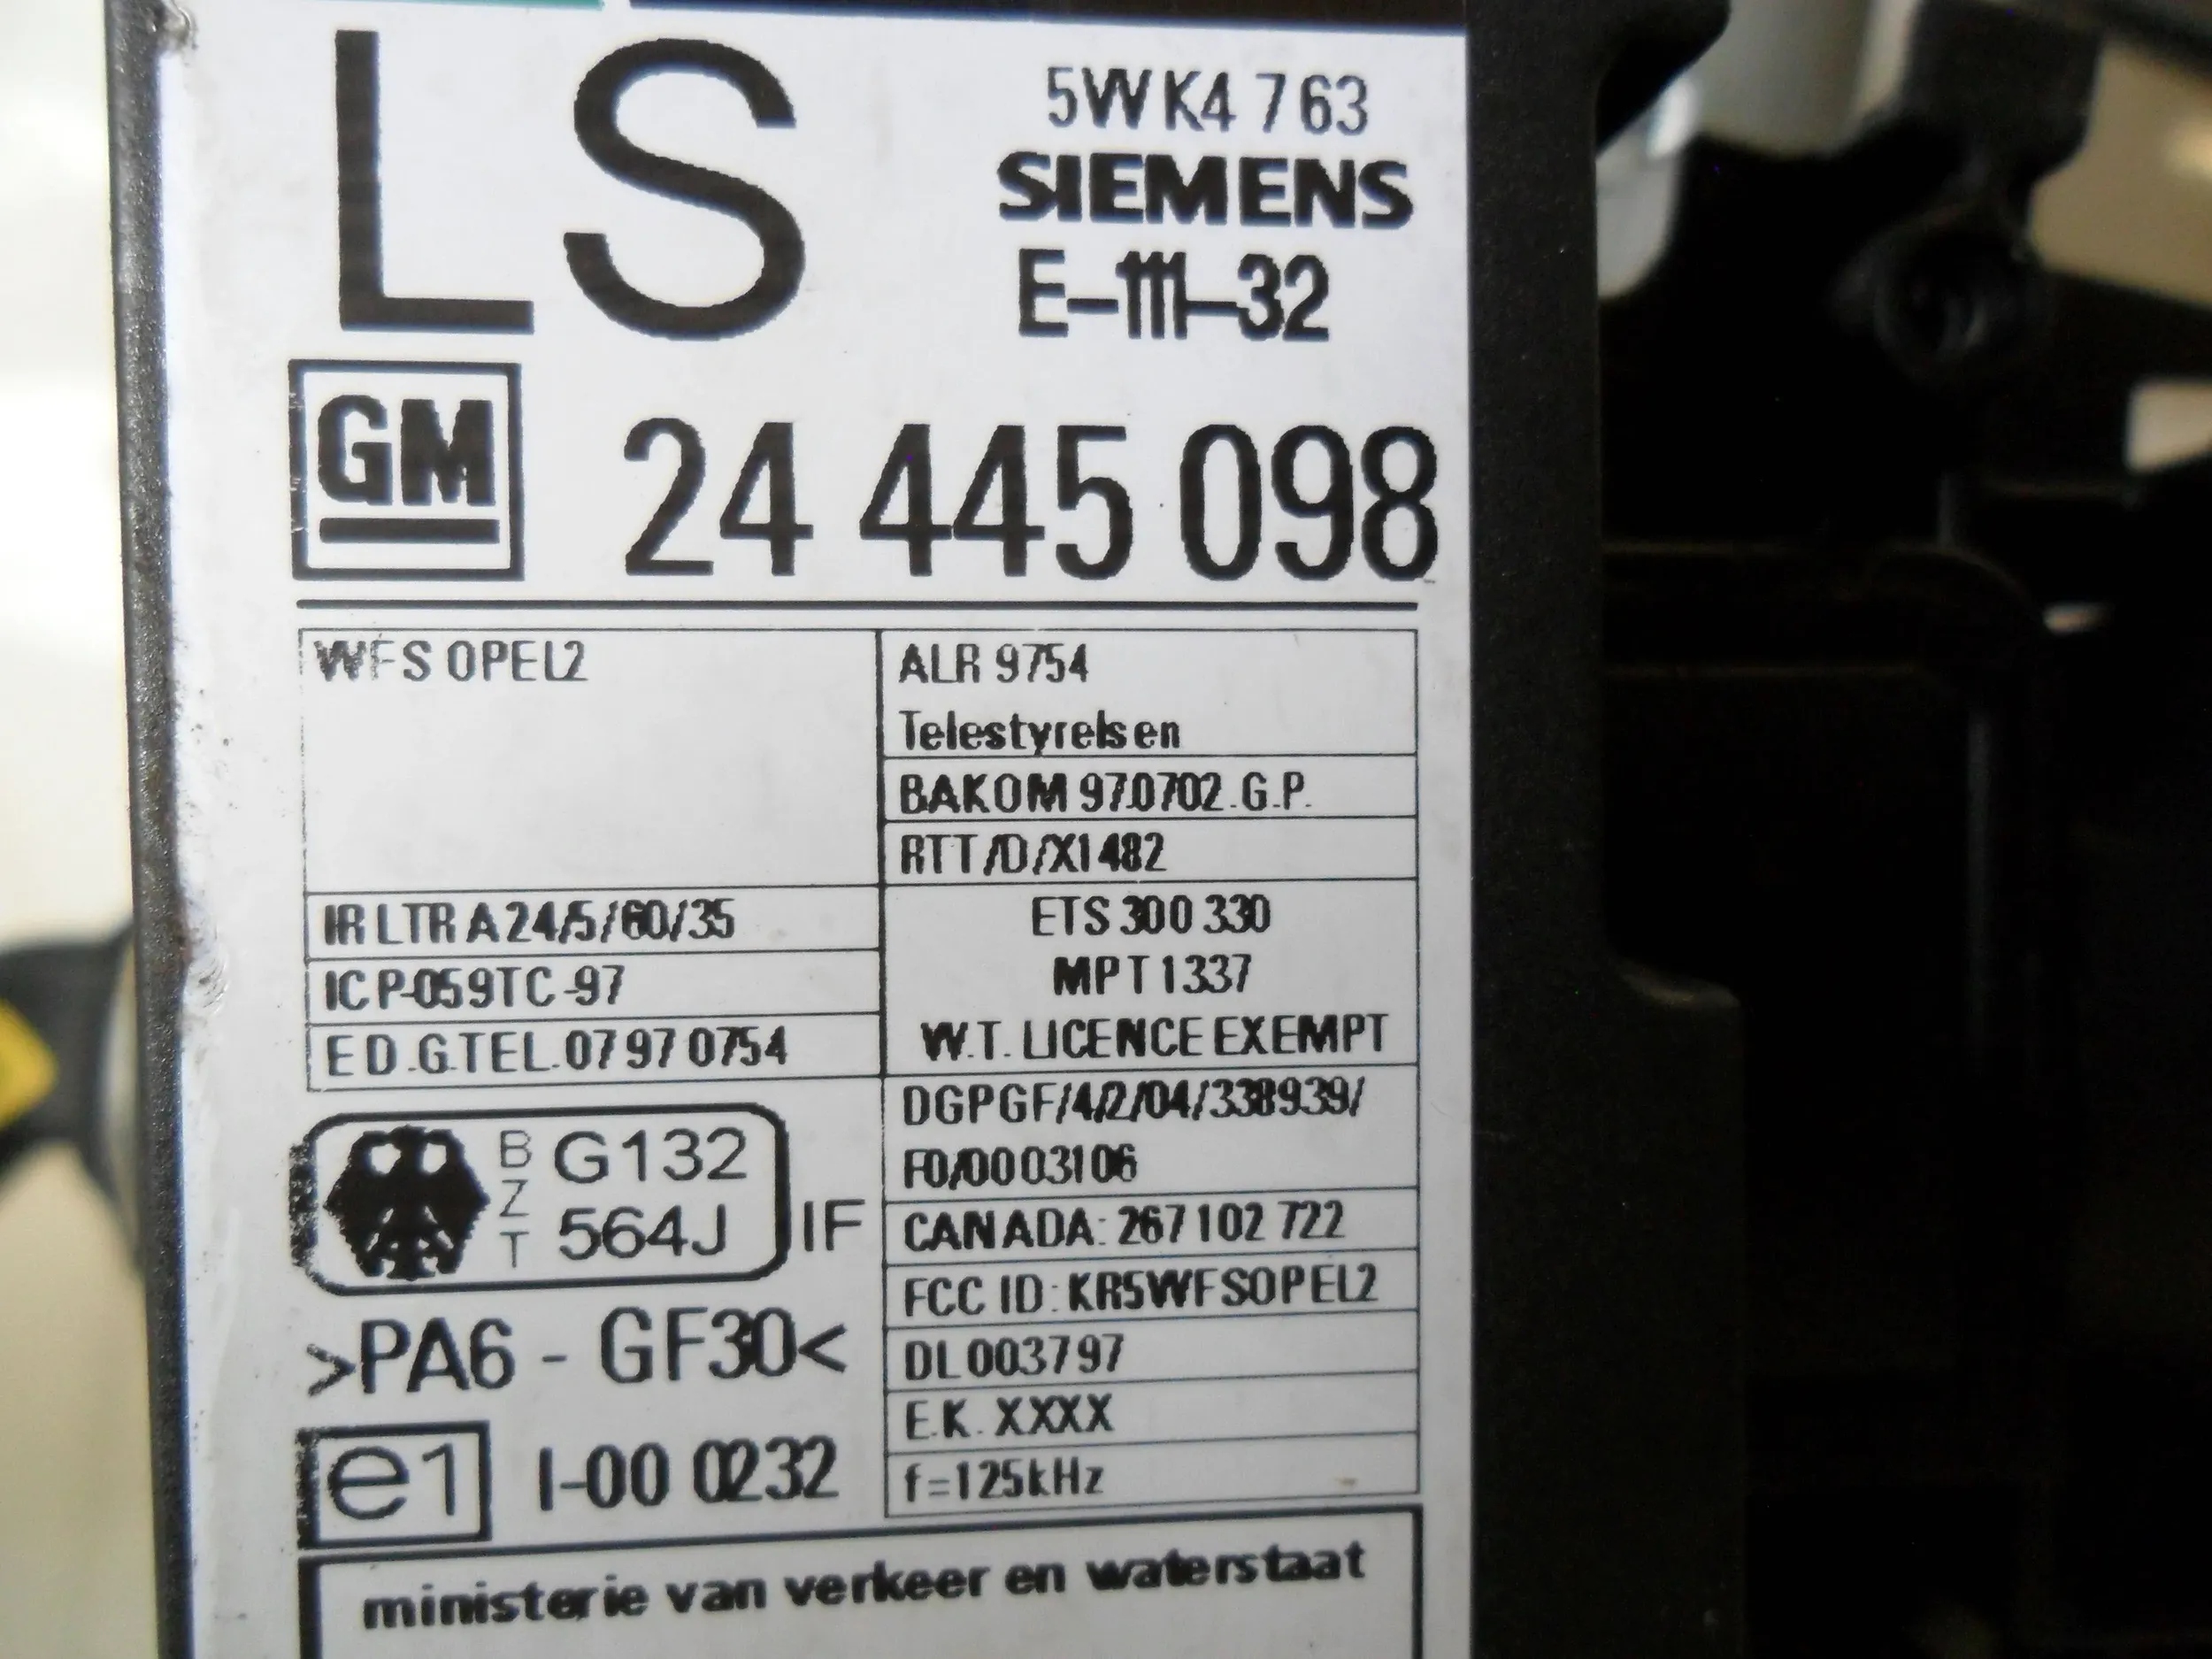 LS
5WK4 763
SIEMENS
E-111-32
GM
24 445 098
WFS OPEL2
ALR 9754
Telestyrelsen
BAKOM 97.0702.G.P.
RTT/D/X1482
IR LTR A24/5/60/35
ICP-059TC-97
ED.G.TEL.07 97 0754
ETS 300 330
MPT 1337
W.T. LICENCE EXEMPT
DGPGF/4/2/04/338939/
F0/0003106
CANADA: 267 102 722
FCC ID: KR5WFSOPEL2
DL003797
E.K. XXXX
f=125kHz
BZT
G132
564J
IF
>PA6 - GF30<
e1
I-00 0232
ministerie van verkeer en waterstaat